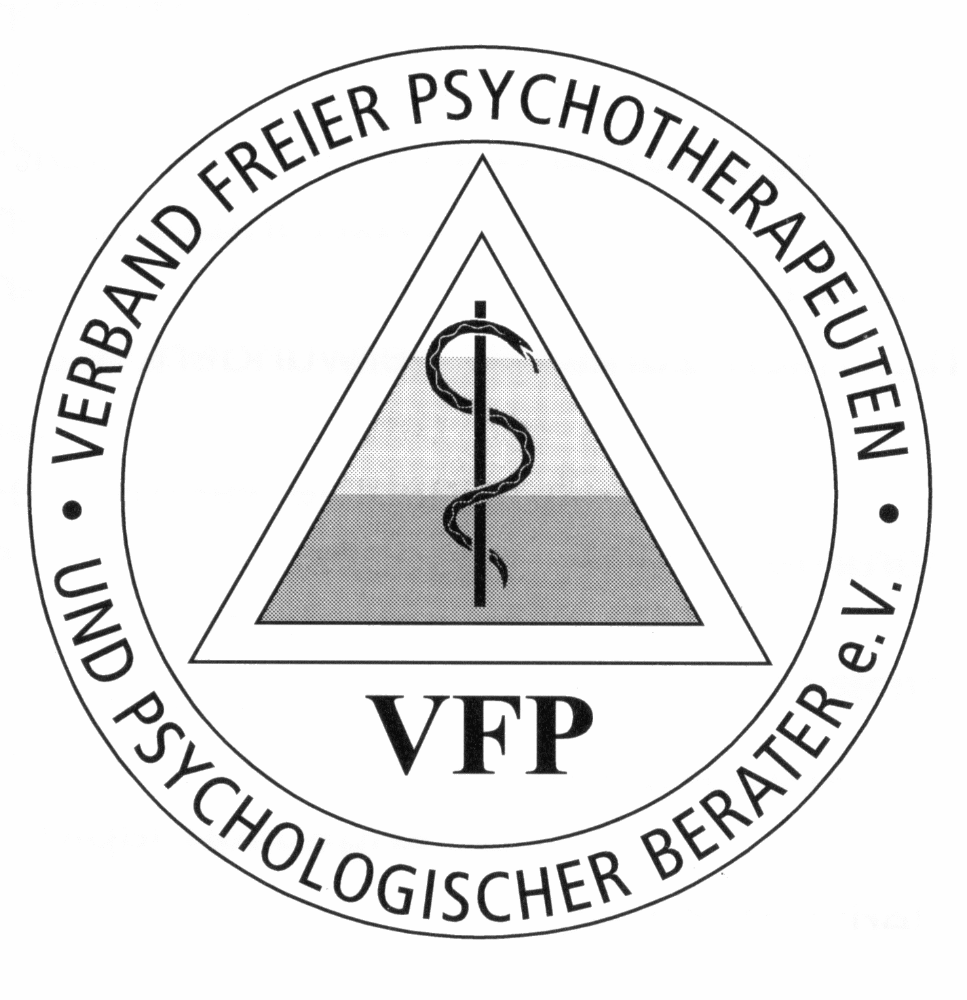 VERBAND FREIER PSYCHOTHERAPEUTEN
• UND PSYCHOLOGISCHER BERATER e.V. •
VFP